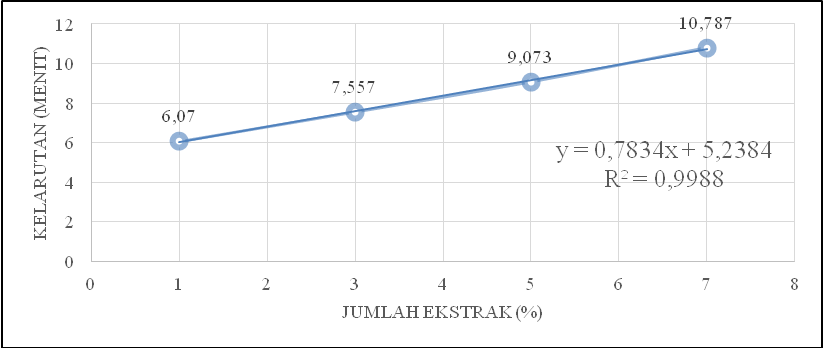 KELARUTAN (MENIT)
12
10
8
6
4
2
0
6,07
7,557
9,073
10,787
y = 0,7834x + 5,2384
R² = 0,9988
0 1 2 3 4 5 6 7 8
JUMLAH EKSTRAK (%)